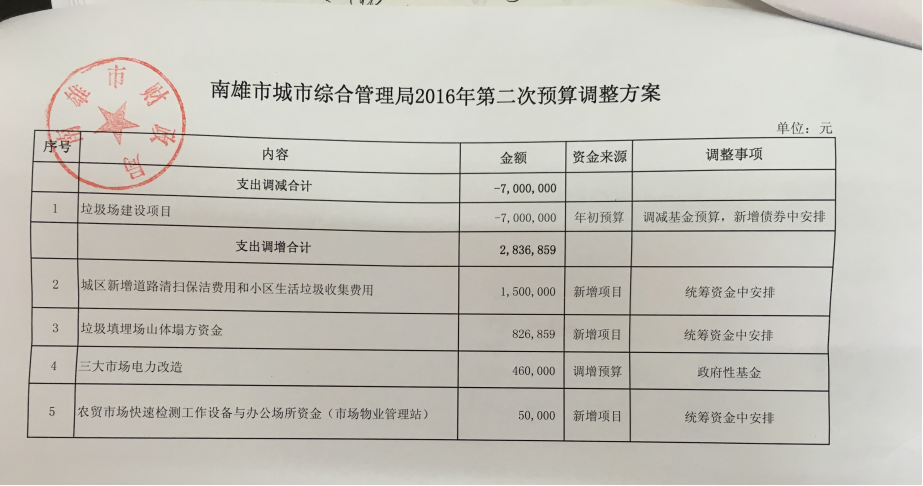 南雄市财政局
南雄市城市综合管理局2016年第二次预算调整方案
单位：元
序号 内容 金额 资金来源 调整事项
支出调减合计 -7,000,000
1 垃圾场建设项目 -7,000,000 年初预算 调减基金预算，新增债券中安排
支出调增合计 2,836,859
2 城区新增道路清扫保洁费用和小区生活垃圾收集费用 1,500,000 新增项目 统筹资金中安排
3 垃圾填埋场山体塌方资金 826,859 新增项目 统筹资金中安排
4 三大市场电力改造 460,000 调增预算 政府性基金
5 农贸市场快速检测工作设备与办公场所资金（市场物业管理站） 50,000 新增项目 统筹资金中安排